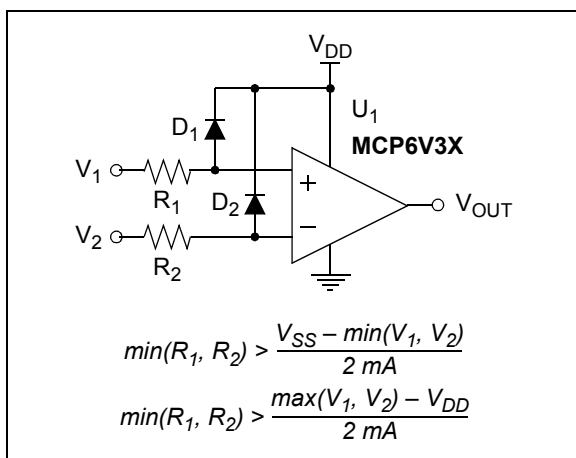 V_DD
U_1
MCP6V3X
D_1
V_1
R_1
+
D_2
V_OUT
V_2
R_2
−
min(R_1, R_2) > V_SS – min(V_1, V_2) / 2 mA
min(R_1, R_2) > max(V_1, V_2) – V_DD / 2 mA